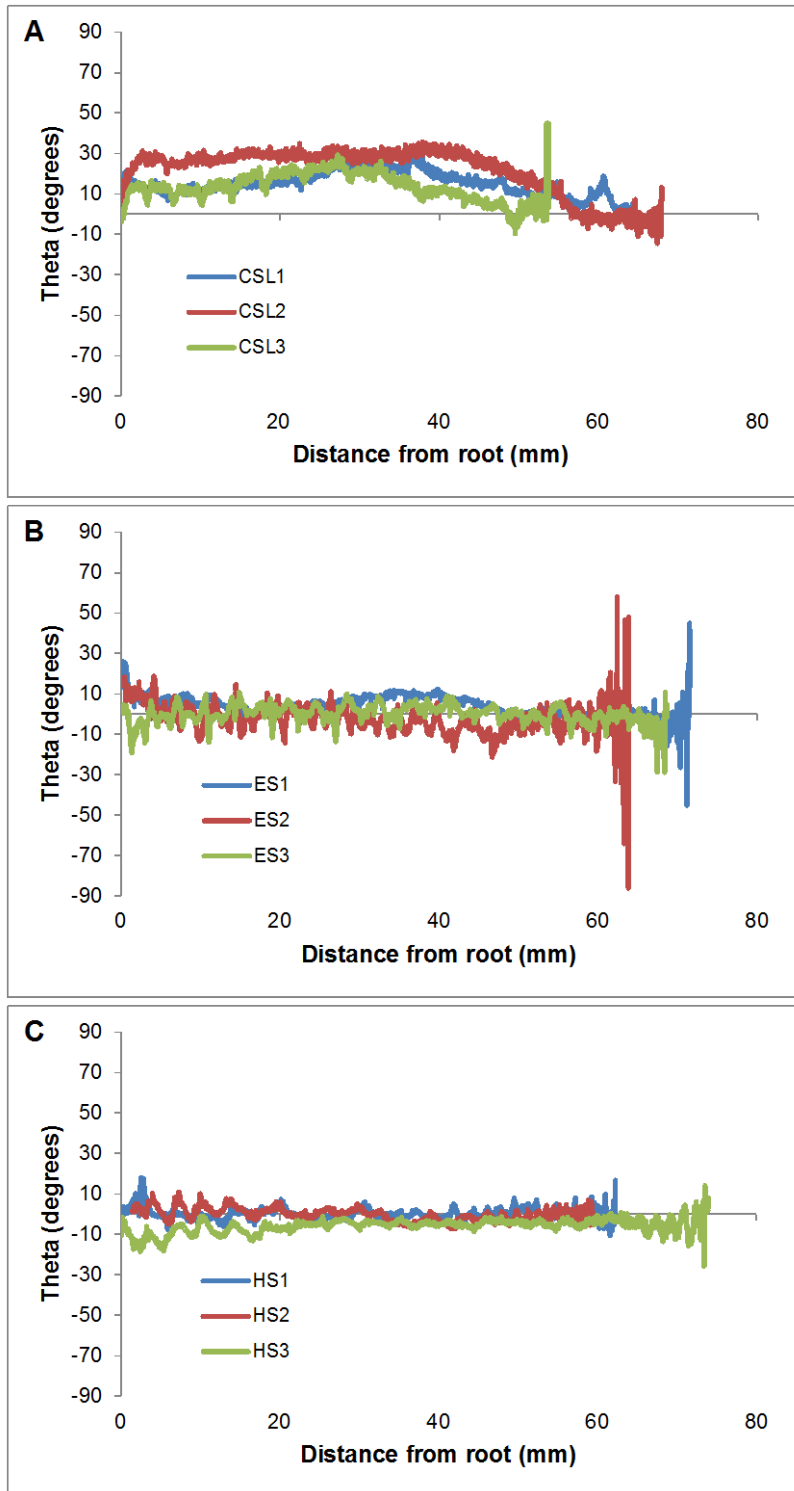 A
90
70
50
30
10
-10
-30
-50
-70
-90
Theta (degrees)
CSL1
CSL2
CSL3
0 20 40 60 80
Distance from root (mm)
B
90
70
50
30
10
-10
-30
-50
-70
-90
Theta (degrees)
ES1
ES2
ES3
0 20 40 60 80
Distance from root (mm)
C
90
70
50
30
10
-10
-30
-50
-70
-90
Theta (degrees)
HS1
HS2
HS3
0 20 40 60 80
Distance from root (mm)